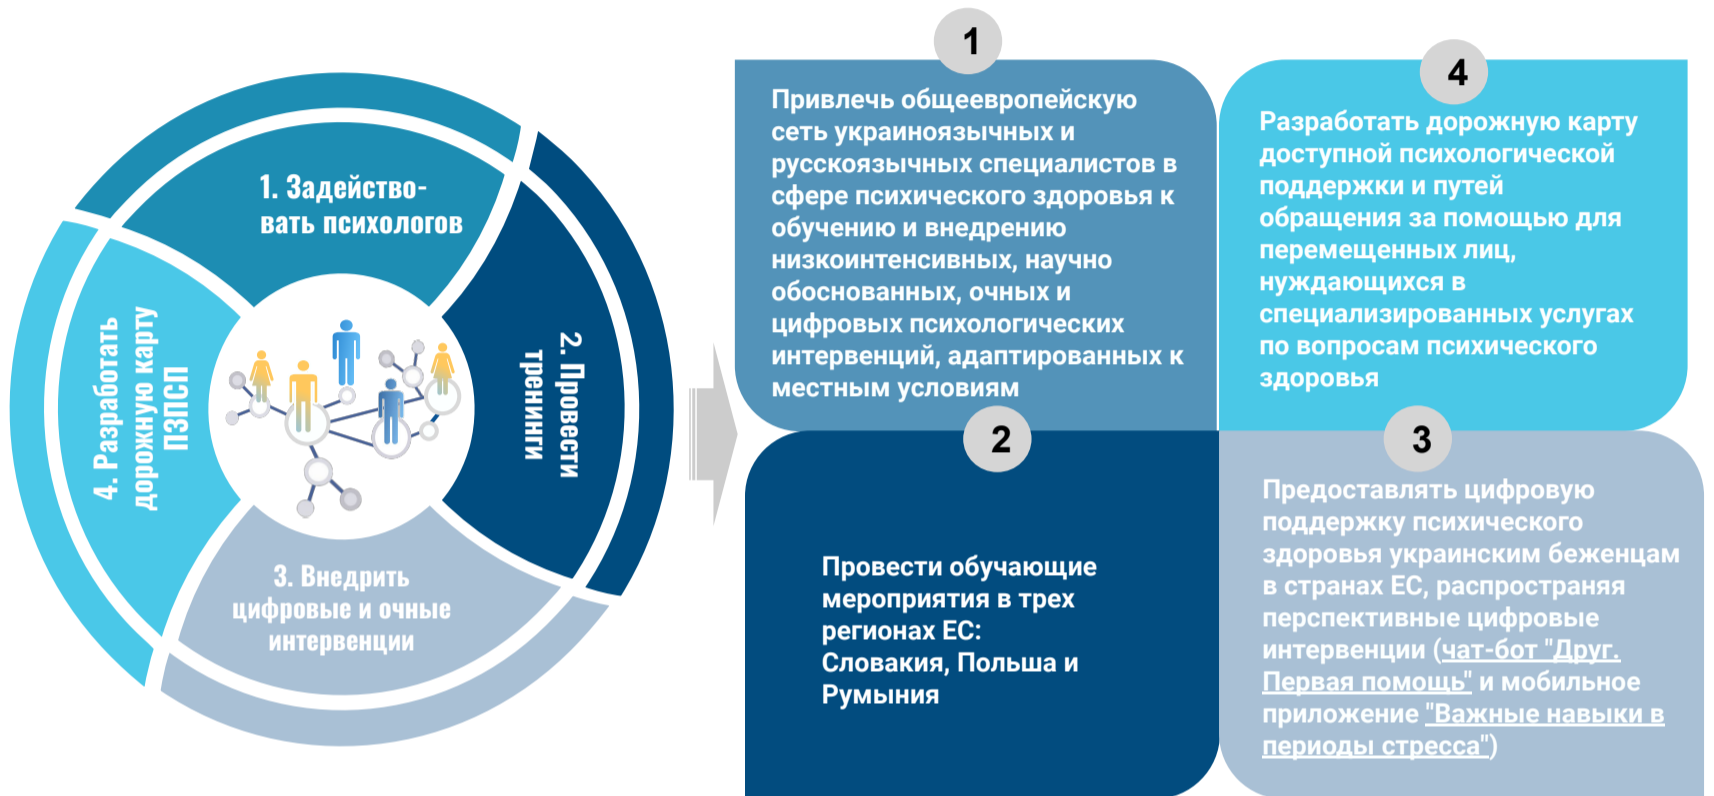 1. Задейство-
вать психологов
2. Провести
тренинги
3. Внедрить
цифровые и очные
интервенции
4. Разработать
дорожную карту
ПЗПСП
1
Привлечь общеевропейскую
сеть украиноязычных и
русскоязычных специалистов в
сфере психического здоровья к
обучению и внедрению
низкоинтенсивных, научно
обоснованных, очных и
цифровых психологических
интервенций, адаптированных к
местным условиям
4
Разработать дорожную карту
доступной психологической
поддержки и путей
обращения за помощью для
перемещенных лиц,
нуждающихся в
специализированных услугах
по вопросам психического
здоровья
2
Провести обучающие
мероприятия в трех
регионах ЕС:
Словакия, Польша и
Румыния
3
Предоставлять цифровую
поддержку психического
здоровья украинским беженцам
в странах ЕС, распространяя
перспективные цифровые
интервенции (чат-бот "Друг.
Первая помощь" и мобильное
приложение "Важные навыки в
периоды стресса")